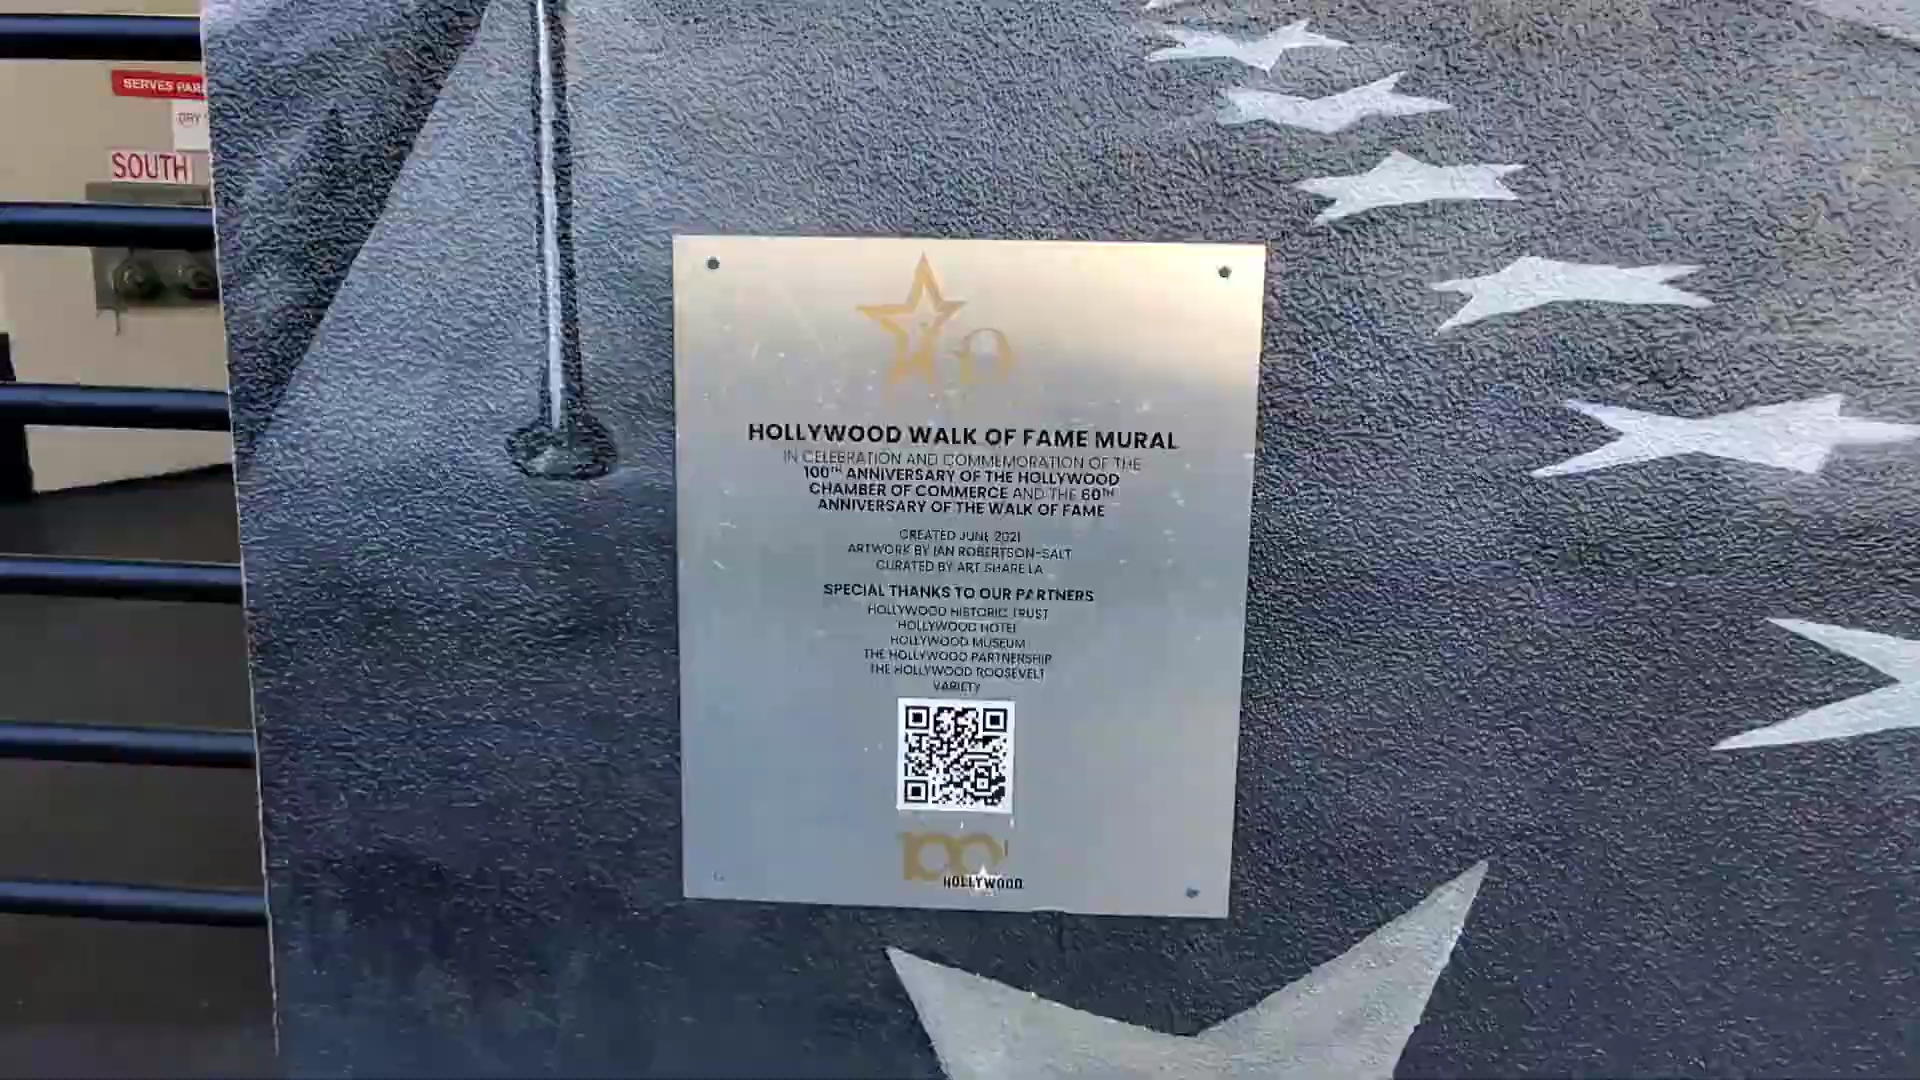 SERVES PAR
DRY
SOUTH
HOLLYWOOD WALK OF FAME MURAL
IN CELEBRATION AND COMMEMORATION OF THE
100TH ANNIVERSARY OF THE HOLLYWOOD
CHAMBER OF COMMERCE AND THE 60TH
ANNIVERSARY OF THE WALK OF FAME
CREATED JUNE 2021
ARTWORK BY IAN ROBERTSON-SALT
CURATED BY ART SHARE LA
SPECIAL THANKS TO OUR PARTNERS
HOLLYWOOD HISTORIC TRUST
HOLLYWOOD HOTEL
HOLLYWOOD MUSEUM
THE HOLLYWOOD PARTNERSHIP
THE HOLLYWOOD ROOSEVELT
VARIETY
100
HOLLYWOOD